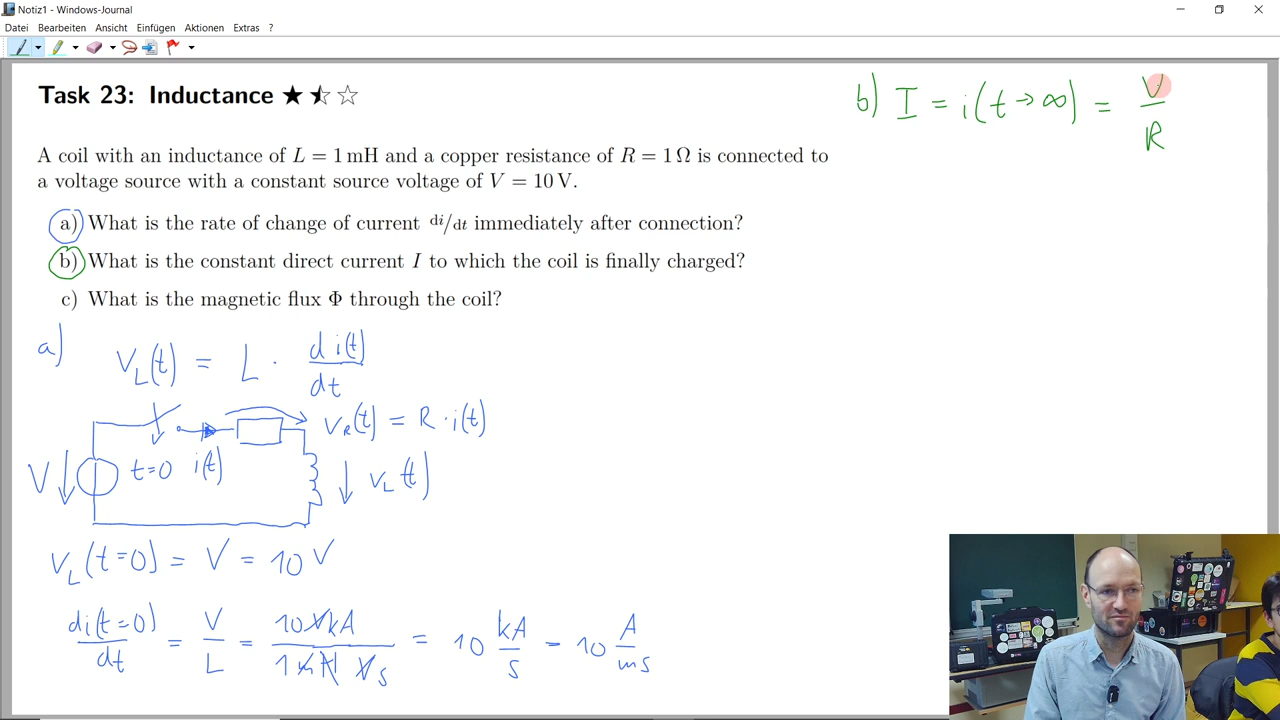 Notiz1 - Windows-Journal
Datei Bearbeiten Ansicht Einfügen Aktionen Extras ?
Task 23: Inductance ★
A coil with an inductance of L = 1 mH and a copper resistance of R = 1 Ω is connected to
a voltage source with a constant source voltage of V = 10 V.
a) What is the rate of change of current di/dt immediately after connection?
b) What is the constant direct current I to which the coil is finally charged?
c) What is the magnetic flux Φ through the coil?
b) I = i(t→∞) = V/R
a) V_L(t) = L · d i(t)/dt
V_R(t) = R · i(t)
V t=0 i(t) V_L(t)
V_L(t=0) = V = 10 V
di(t=0)/dt = V/L = 10 V kA / 1 mH V s = 10 kA/s = 10 A/ms